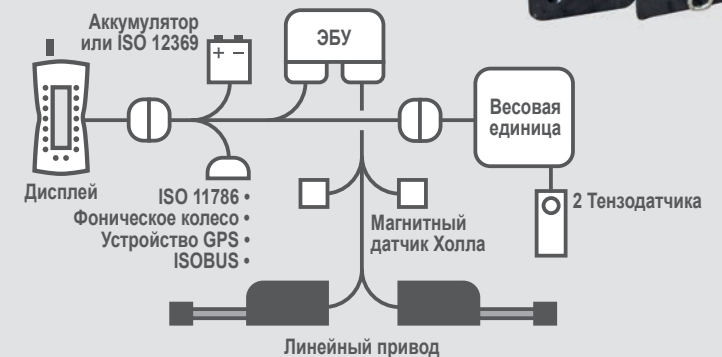 Аккумулятор
или ISO 12369
+ −
ЭБУ
Весовая
единица
Дисплей
ISO 11786 •
Фоническое колесо •
Устройство GPS •
ISOBUS •
Магнитный
датчик Холла
2 Тензодатчика
Линейный привод